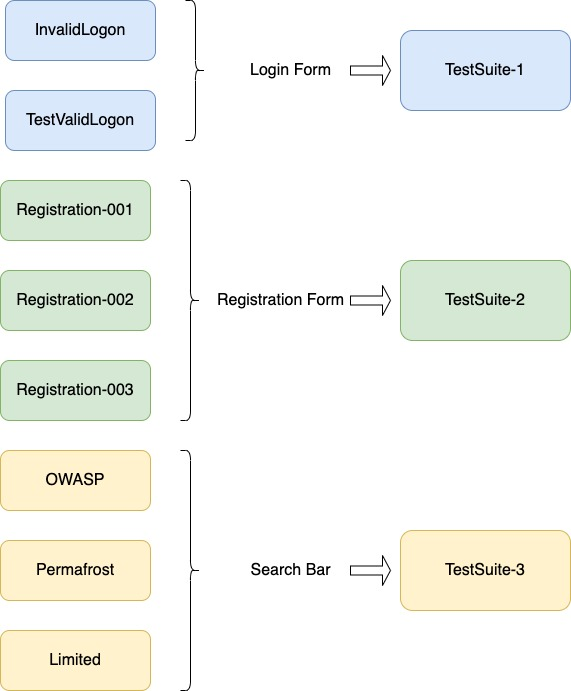 InvalidLogon
TestValidLogon
Login Form
TestSuite-1
Registration-001
Registration-002
Registration-003
Registration Form
TestSuite-2
OWASP
Permafrost
Limited
Search Bar
TestSuite-3